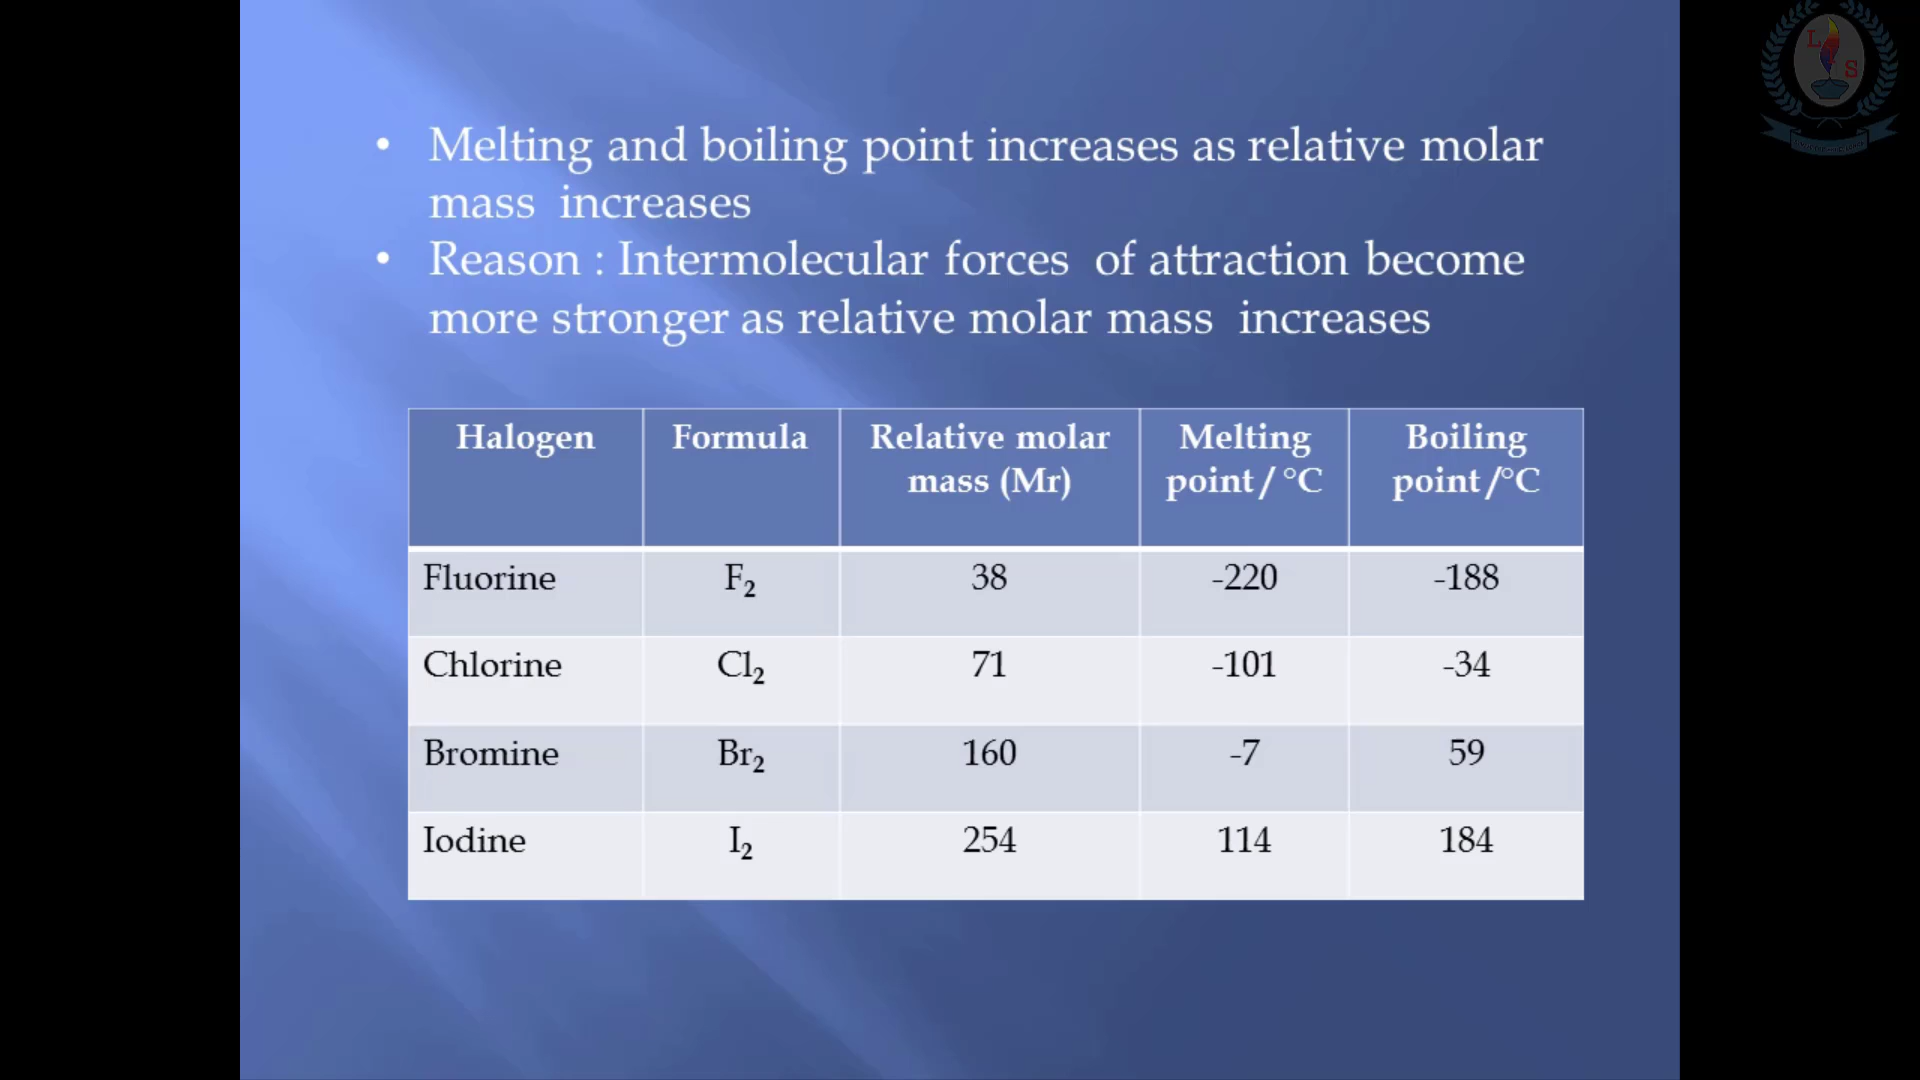 • Melting and boiling point increases as relative molar
mass increases
• Reason : Intermolecular forces of attraction become
more stronger as relative molar mass increases
Halogen Formula Relative molar mass (Mr) Melting point / °C Boiling point /°C
Fluorine F₂ 38 -220 -188
Chlorine Cl₂ 71 -101 -34
Bromine Br₂ 160 -7 59
Iodine I₂ 254 114 184
L
S